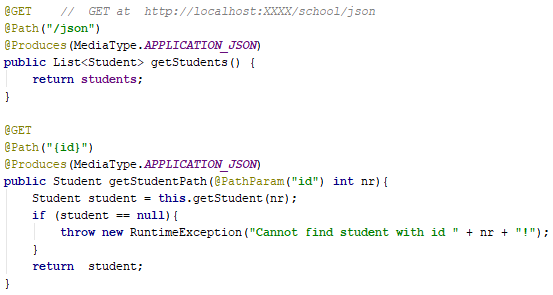 @GET    //  GET at  http://localhost:XXXX/school/json
@Path("/json")
@Produces(MediaType.APPLICATION_JSON)
public List<Student> getStudents() {
    return students;
}

@GET
@Path("{id}")
@Produces(MediaType.APPLICATION_JSON)
public Student getStudentPath(@PathParam("id") int nr){
    Student student = this.getStudent(nr);
    if (student == null){
        throw new RuntimeException("Cannot find student with id " + nr + "!");
    }
    return  student;
}